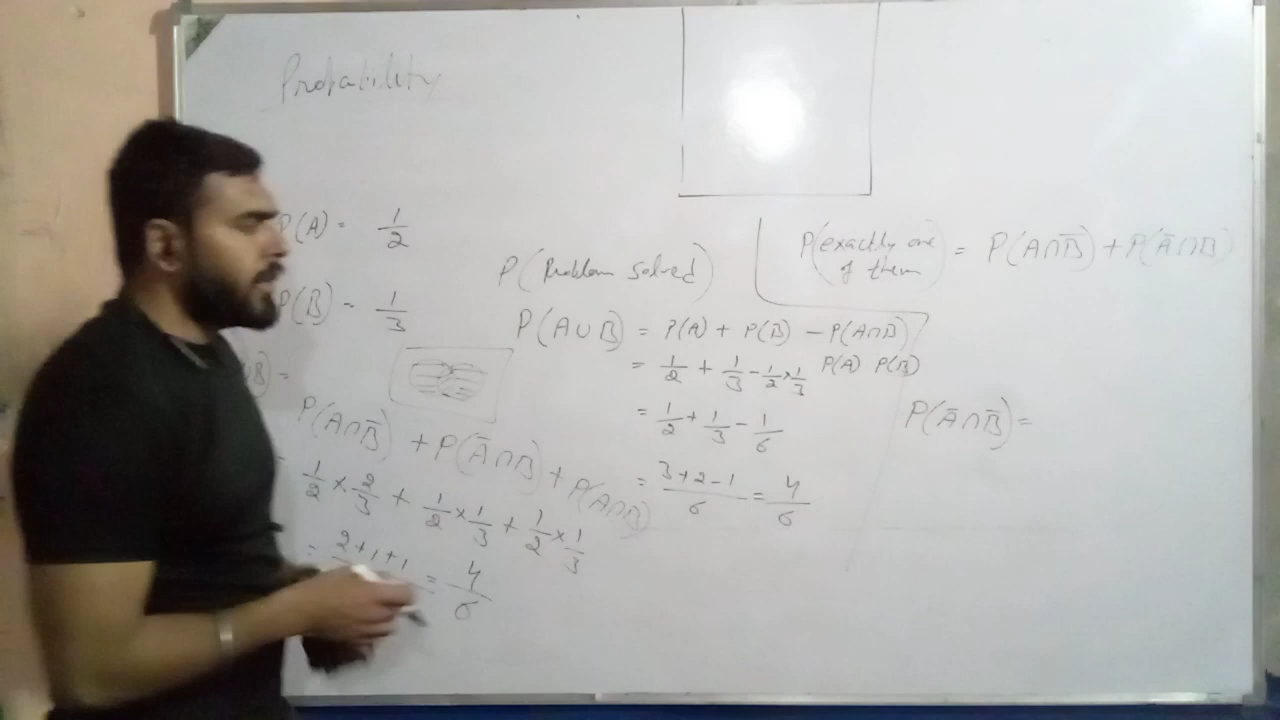 Probability
P(A) = 1/2
P(B) = 1/3
∪B) =
P(A∩B̅) + P(A̅∩B) + P(A∩B)
1/2 × 2/3 + 1/2 × 1/3 + 1/2 × 1/3
= 2+1+1 = 4/6
P(Problem solved)
P(A∪B) = P(A) + P(B) - P(A∩B)
= 1/2 + 1/3 - 1/2 × 1/3 P(A) P(B)
= 1/2 + 1/3 - 1/6
= 3+2-1/6 = 4/6
P(exactly one of them) = P(A∩B̅) + P(A̅∩B)
P(A̅∩B̅) =